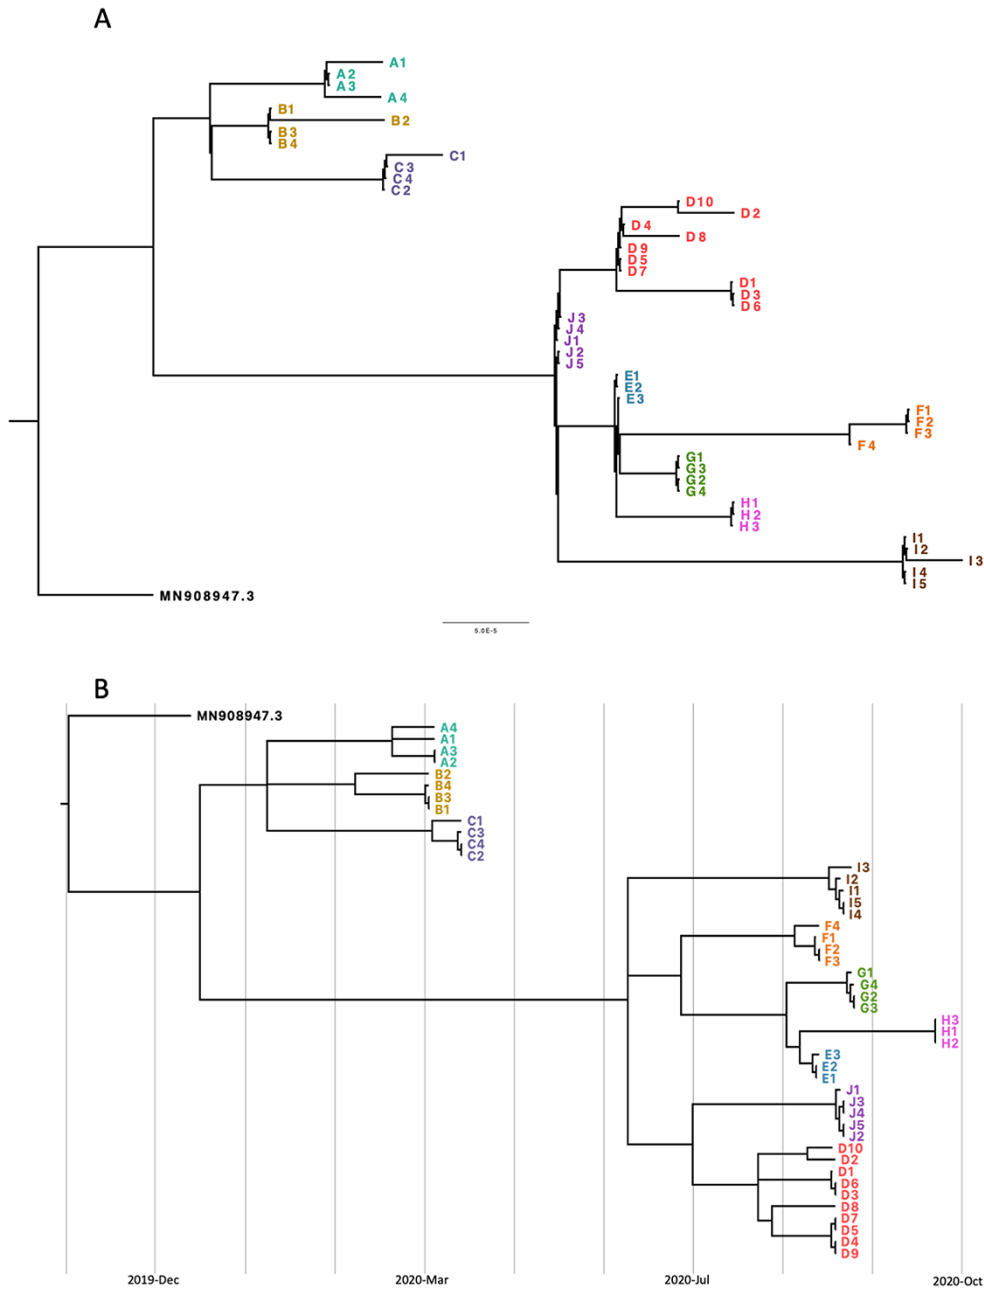 A
A1
A2
A3
A4
B1
B2
B3
B4
C1
C3
C4
C2
D10
D2
D4
D8
D9
D5
D7
D1
D3
D6
J3
J4
J1
J2
J5
E1
E2
E3
F1
F2
F3
F4
G1
G3
G2
G4
H1
H2
H3
I1
I2
I3
I4
I5
MN908947.3
5.0E-5
B
MN908947.3
A4
A1
A3
A2
B2
B4
B3
B1
C1
C3
C4
C2
I3
I2
I1
I5
I4
F4
F1
F2
F3
G1
G4
G2
G3
H3
H1
H2
E3
E2
E1
J1
J3
J4
J5
J2
D10
D2
D1
D6
D3
D8
D7
D5
D4
D9
2019-Dec 2020-Mar 2020-Jul 2020-Oct